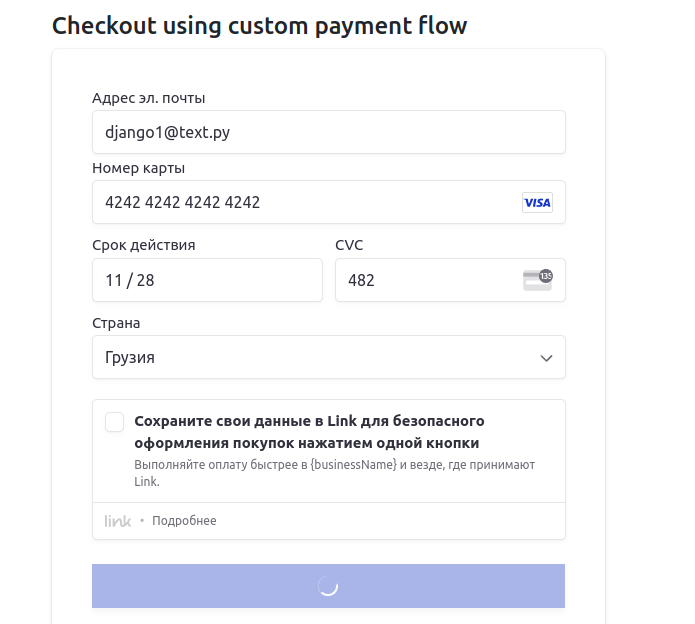 Checkout using custom payment flow
Адрес эл. почты
django1@text.py
Номер карты
4242 4242 4242 4242
VISA
Срок действия
CVC
11 / 28
482
135
Страна
Грузия
Сохраните свои данные в Link для безопасного
оформления покупок нажатием одной кнопки
Выполняйте оплату быстрее в {businessName} и везде, где принимают
Link.
link • Подробнее